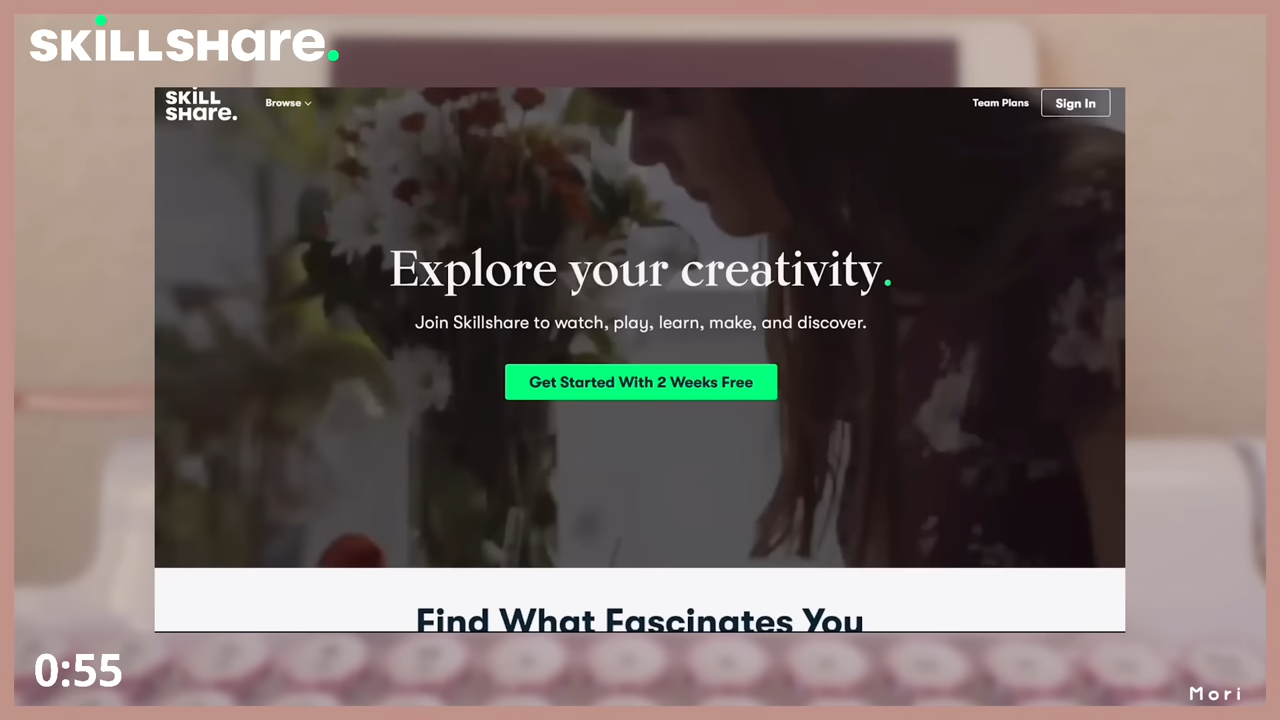 SKILLSHARE.
SKILL
SHARE.
Browse
Team Plans
Sign In
Explore your creativity.
Join Skillshare to watch, play, learn, make, and discover.
Get Started With 2 Weeks Free
Find What Fascinates You
0:55
Mori